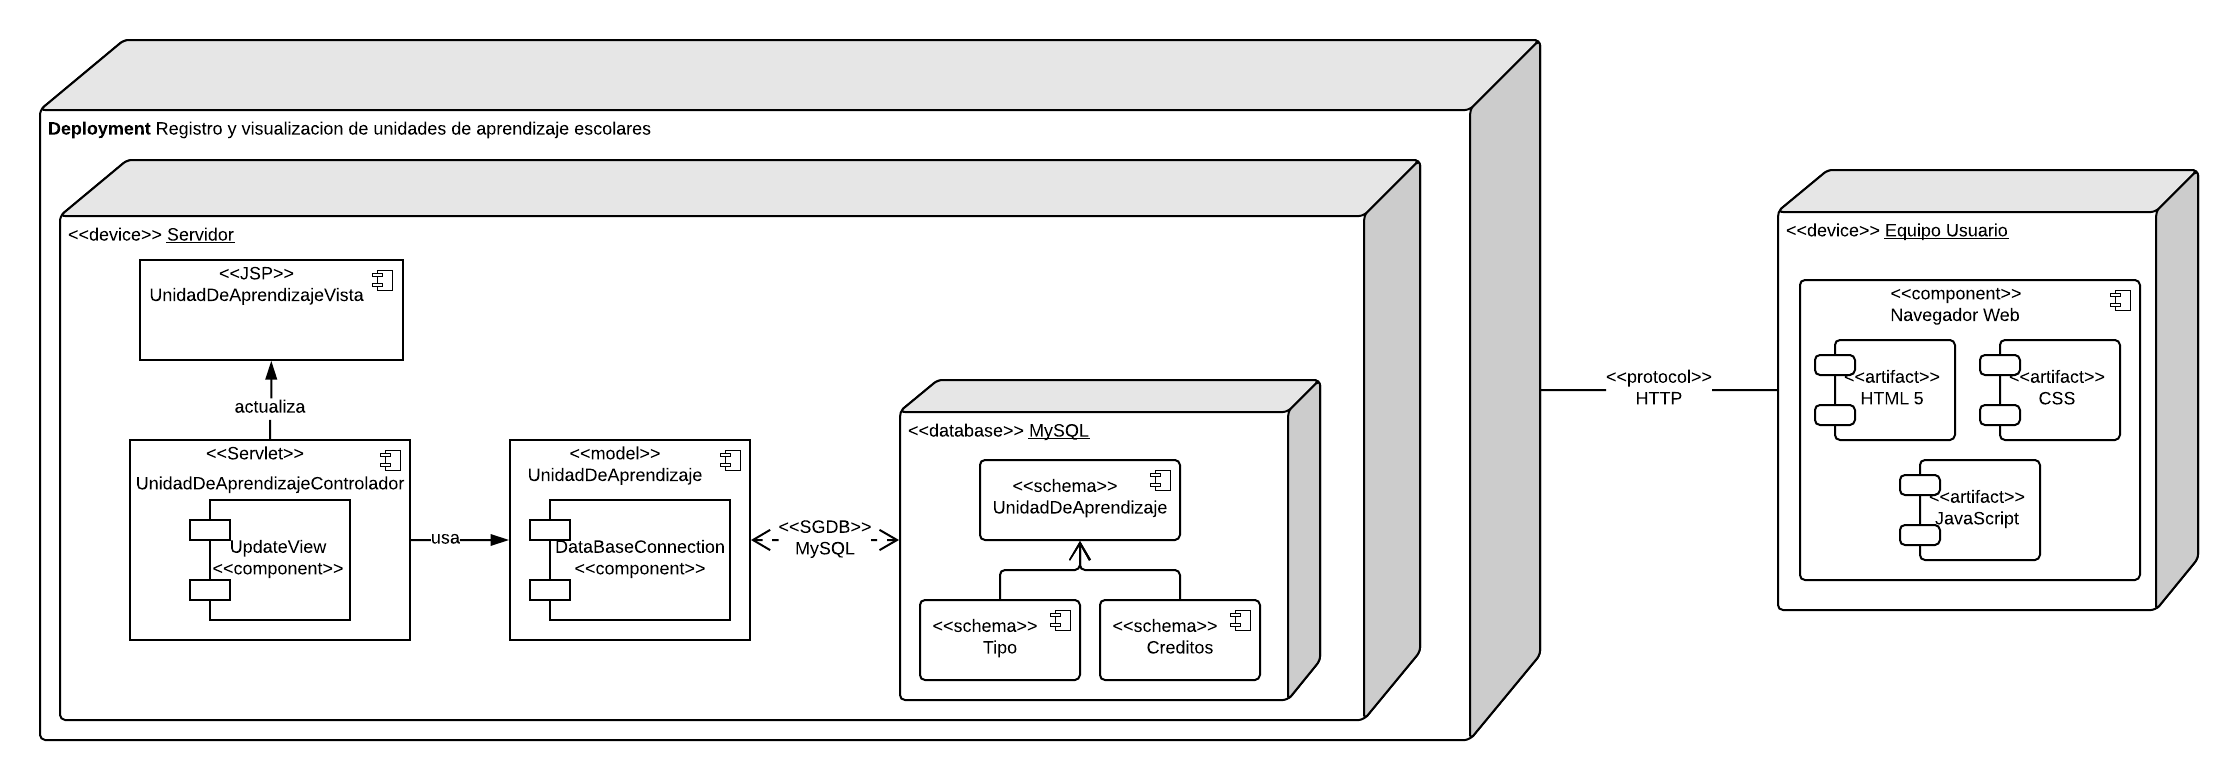 Deployment Registro y visualizacion de unidades de aprendizaje escolares
<<device>> Servidor
<<JSP>>
UnidadDeAprendizajeVista
actualiza
<<Servlet>>
UnidadDeAprendizajeControlador
UpdateView
<<component>>
usa
<<model>>
UnidadDeAprendizaje
DataBaseConnection
<<component>>
<<SGDB>>
MySQL
<<database>> MySQL
<<schema>>
UnidadDeAprendizaje
<<schema>>
Tipo
<<schema>>
Creditos
<<protocol>>
HTTP
<<device>> Equipo Usuario
<<component>>
Navegador Web
<<artifact>>
HTML 5
<<artifact>>
CSS
<<artifact>>
JavaScript